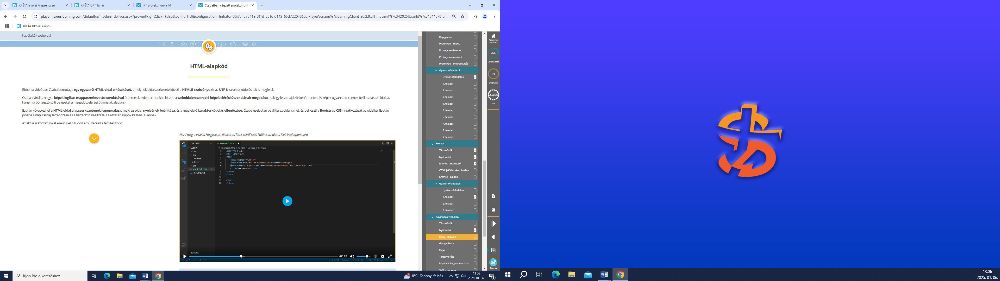 KRÉTA Iskolai Alaprendszer
KRÉTA DKT Tanár
IKT projektmunka I-II.
Csapatban végzett projektmun
player.nexiuslearning.com/defaultui/modern-deliver.aspx?preventRightClick=False&cc=hu-HU&configuration=InitiatorId%7cff375419-3f1d-8c1c-d142-65d7220486a0!PlayerVersion%7clearningClient-20.2.8.2!TimeLimit%7c342025!UserId%7c31311c78-af...
KRÉTA Iskolai Alapr...
Kávéfajták weboldal
HTML-alapkód
Ebben a videóban Csaba bemutatja egy egyszerű HTML-oldal elkészítését, amelynek oldalszerkezete követi a HTML5-szabványt, és az UTF-8 karakterkódolásnak is megfelel.
Csaba elárulja, hogy a képek logikus mappaszerkezetbe sorolásával érdemes kezdeni a munkát, hiszen a weboldalon szereplő képek elérési útvonalának megadása csak így lesz majd zökkenőmentes. (A képek ugyanis nincsenek beillesztve az oldalba,
hanem a böngésző tölti be ezeket a megadott elérési útvonalak alapján.)
Ezután következhet a HTML-oldal alapszerkezetének legenerálása, majd az oldal nyelvének beállítása, és a megfelelő karakterkódolás ellenőrzése. Csaba ezek után beállítja az oldal címét, és beilleszti a Bootstrap CSS-hivatkozását az oldalba. Ezután
jöhet a lucky.css fájl létrehozása és a háttérszín beállítása. És ezzel az alapok készen is vannak.
Az aktuális kódfázisokat ezentúl el is tudod érni. Keresd a letöltésikont!
Nézd meg a videót! Ha gyorsan át akarod látni, miről szól, kattints az alatta lévő Vázlatpontokra.
EXPLORER
LUCKY
docs
img
coffees
icons
old
kavefajtak.html U
README.md
OUTLINE
kavefajtak.html U
kavefajtak.html > html > head > meta
1 <!DOCTYPE html>
2 <html lang="hu">
3 <head>
4 <meta charset="UTF-8">
5 <meta http-equiv="X-UA-Compatible" content="IE=edge">
6 <meta name="viewport" content="width=device-width, initial-scale=1.0">
7 <title>Document</title>
8 </head>
9 <body>
10
11 </body>
12 </html>
-03:28
Képgyűjtés
Prototype – menü
Prototype – banner
Prototype – content
Prototype – interaktivitás
Gyakorlófeladatok
Gyakorlófeladatok
1. feladat
2. feladat
3. feladat
4. feladat
5. feladat
6. feladat
7. feladat
8. feladat
9. feladat
Emmet
Témakörök
Nyitóoldal
Emmet – bevezető
CSS-kijelölők, -kombinátor...
Emmet – alapok
Gyakorlófeladatok
Gyakorlófeladatok
1. feladat
2. feladat
3. feladat
Kávéfajták weboldal
Témakörök
Nyitóoldal
HTML-alapkód
Google Fonts
Fejléc
Tartalmi rész
Napi ajánlat, pozicionálás
SVG, színcsere
Tananyag
bezárása
26%
Előrehaladás
0%
Eredmény
5698:32
Idő
Menü
Írjon ide a kereséshez
8°C Többny. felhős
13:06
2025. 01. 06.
1
13:06
2025. 01. 06.